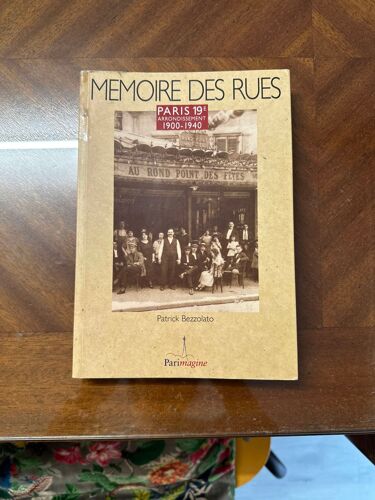 MEMOIRE DES RUES
PARIS 19E
ARRONDISSEMENT
1900-1940
AU ROND POINT DES FETES
Patrick Bezzolato
Parimagine